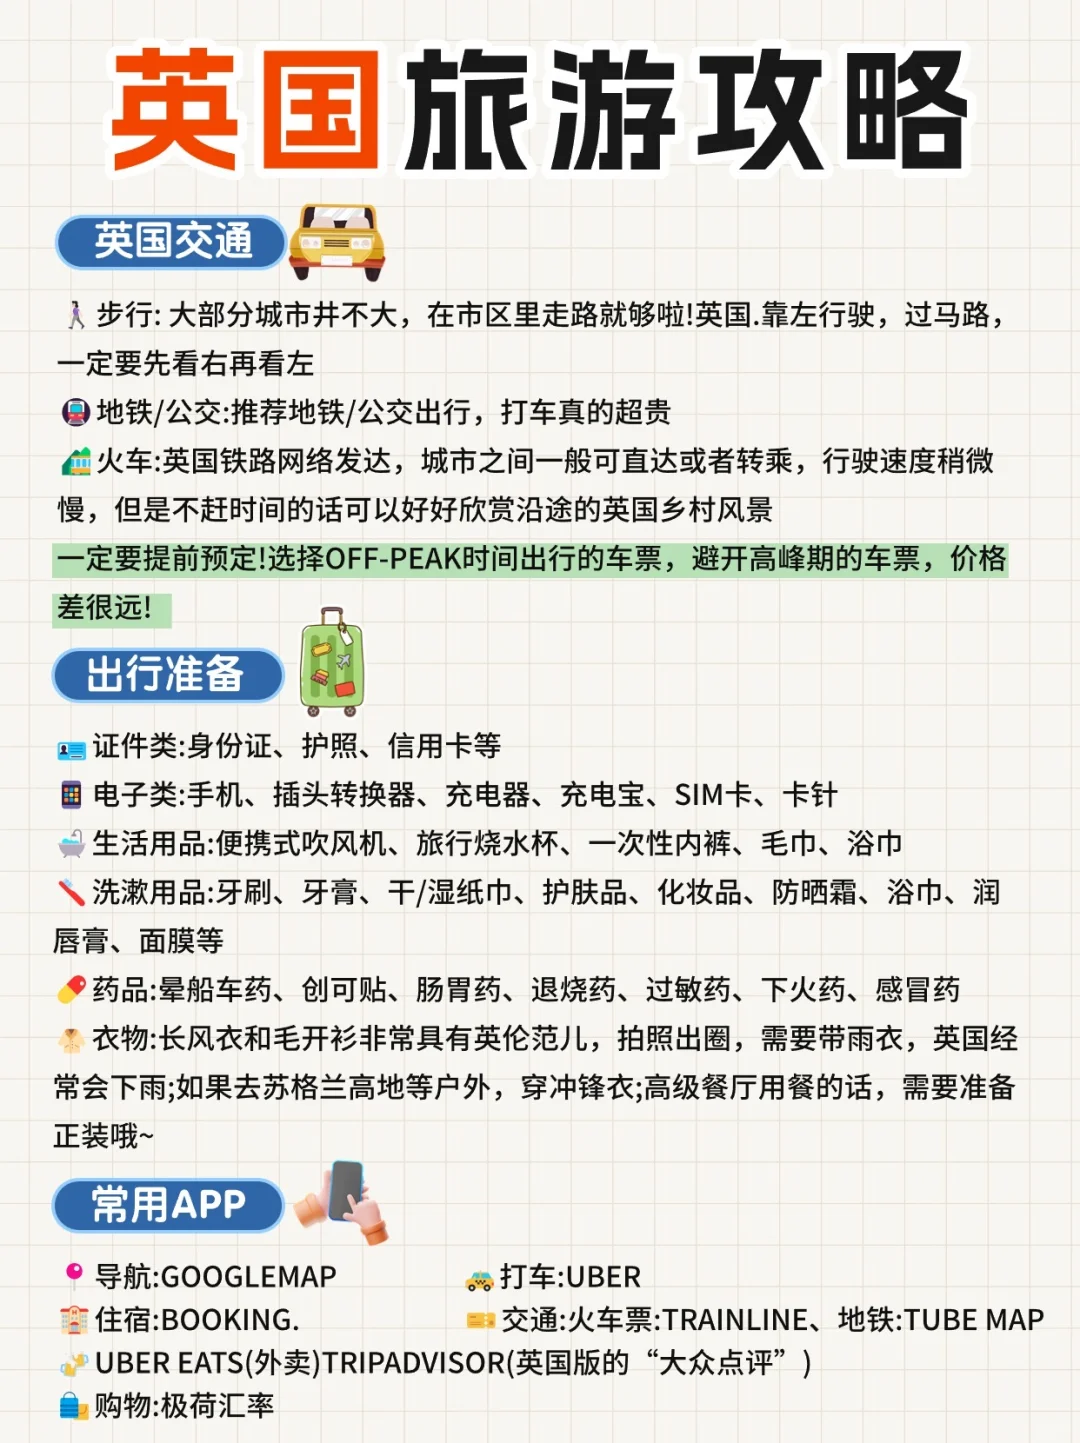 英国旅游攻略
英国交通
步行: 大部分城市井不大，在市区里走路就够啦!英国.靠左行驶，过马路，
一定要先看右再看左
地铁/公交:推荐地铁/公交出行，打车真的超贵
火车:英国铁路网络发达，城市之间一般可直达或者转乘，行驶速度稍微
慢，但是不赶时间的话可以好好欣赏沿途的英国乡村风景
一定要提前预定!选择OFF-PEAK时间出行的车票，避开高峰期的车票，价格
差很远!
出行准备
证件类:身份证、护照、信用卡等
电子类:手机、插头转换器、充电器、充电宝、SIM卡、卡针
生活用品:便携式吹风机、旅行烧水杯、一次性内裤、毛巾、浴巾
洗漱用品:牙刷、牙膏、干/湿纸巾、护肤品、化妆品、防晒霜、浴巾、润
唇膏、面膜等
药品:晕船车药、创可贴、肠胃药、退烧药、过敏药、下火药、感冒药
衣物:长风衣和毛开衫非常具有英伦范儿，拍照出圈，需要带雨衣，英国经
常会下雨;如果去苏格兰高地等户外，穿冲锋衣;高级餐厅用餐的话，需要准备
正装哦~
常用APP
导航:GOOGLEMAP 打车:UBER
住宿:BOOKING. 交通:火车票:TRAINLINE、地铁:TUBE MAP
UBER EATS(外卖)TRIPADVISOR(英国版的“大众点评”)
购物:极荷汇率